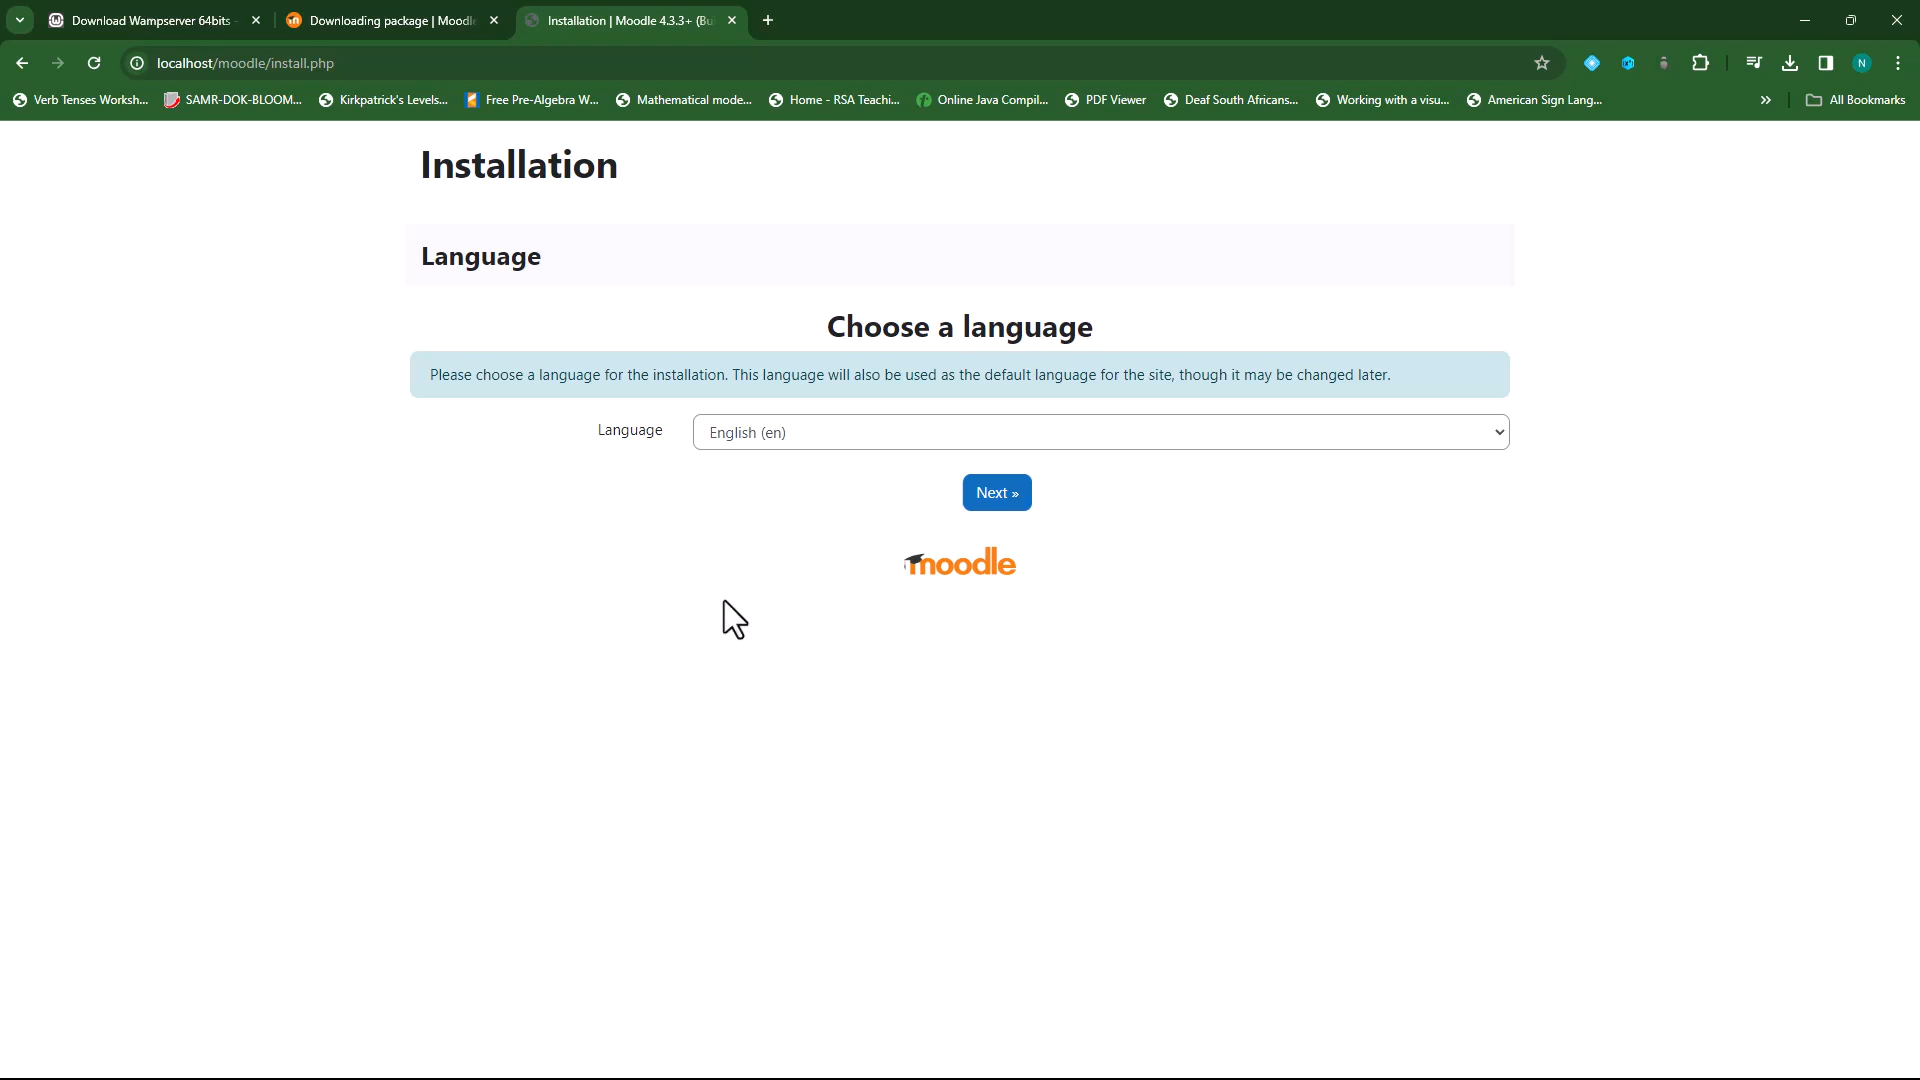 Download Wampserver 64bits
Downloading package | Moodle
Installation | Moodle 4.3.3+ (Bu
localhost/moodle/install.php
N
Verb Tenses Worksh...
SAMR-DOK-BLOOM...
Kirkpatrick's Levels...
Free Pre-Algebra W...
Mathematical mode...
Home - RSA Teachi...
Online Java Compil...
PDF Viewer
Deaf South Africans...
Working with a visu...
American Sign Lang...
»
All Bookmarks
Installation
Language
Choose a language
Please choose a language for the installation. This language will also be used as the default language for the site, though it may be changed later.
Language
English (en)
Next »
moodle